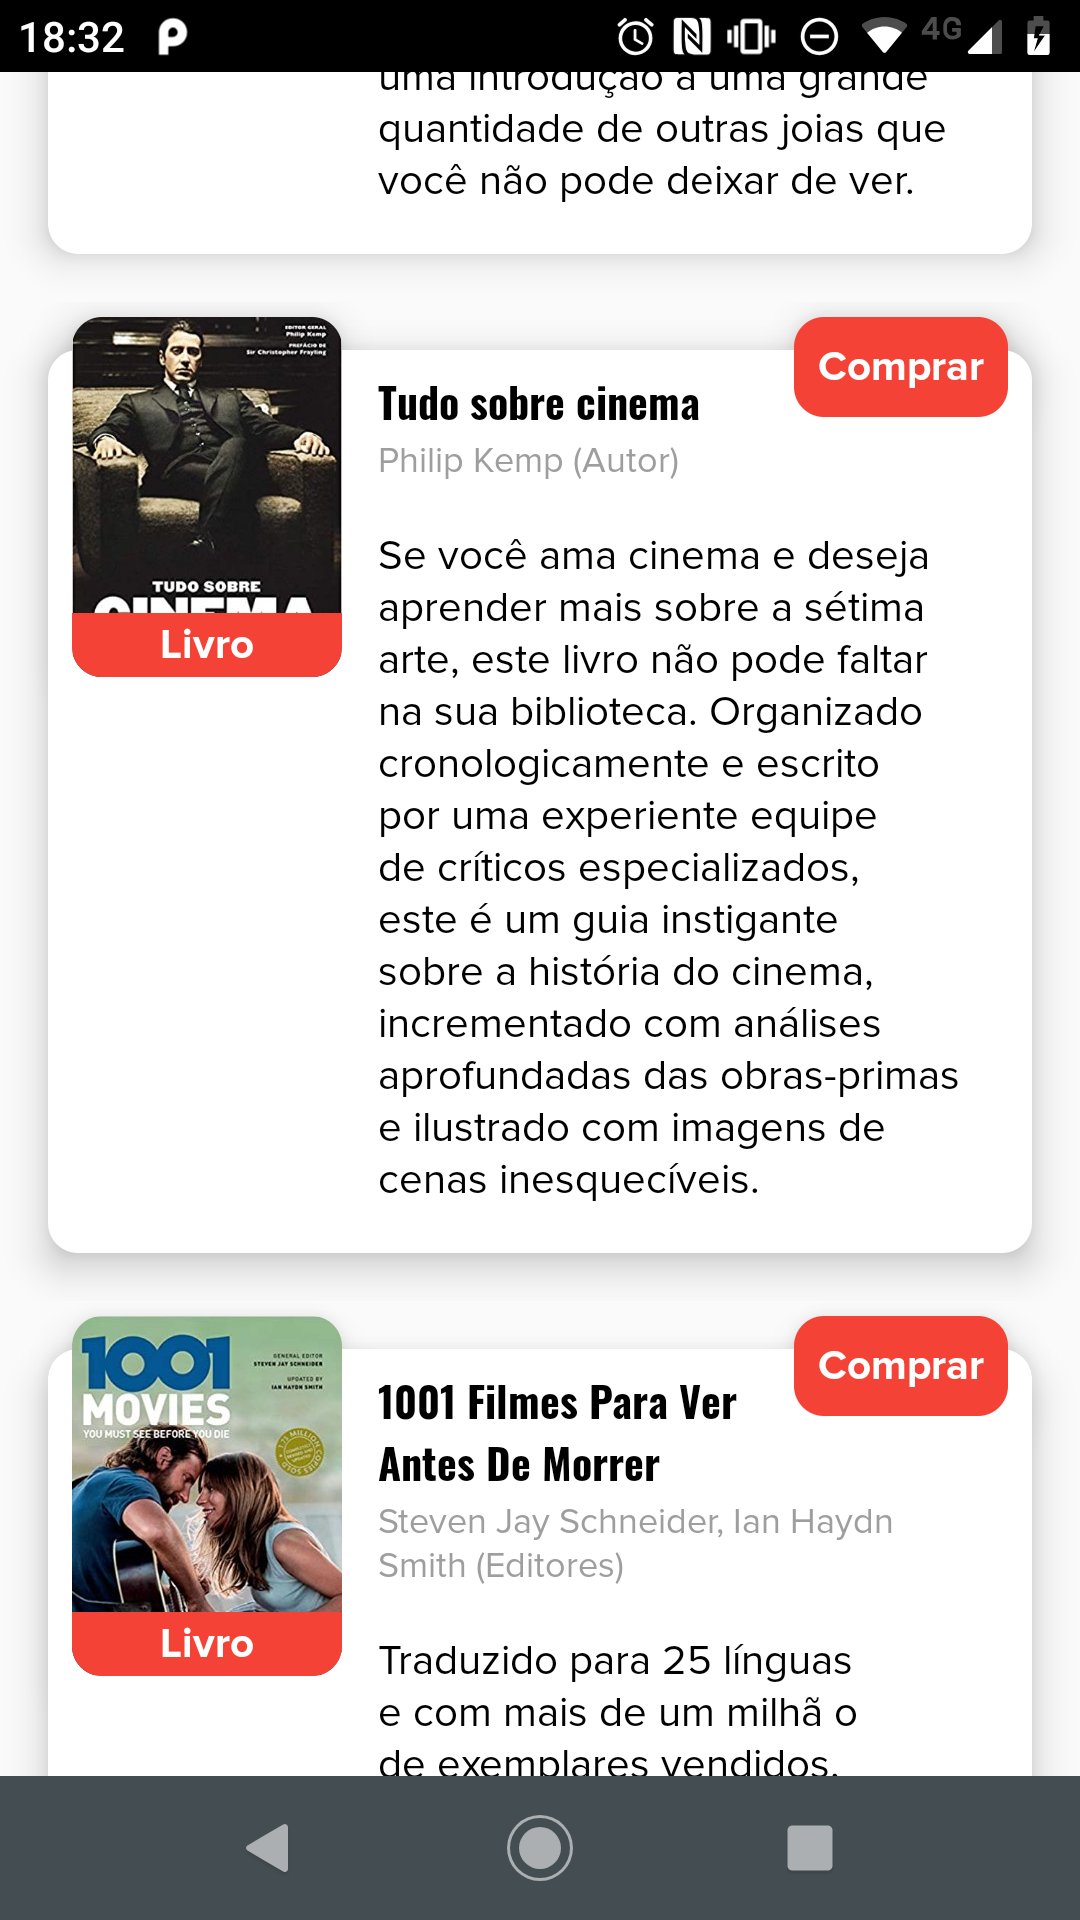 18:32
4G
uma introdução a uma grande
quantidade de outras joias que
você não pode deixar de ver.
EDITOR GERAL
Philip Kemp
PREFÁCIO DE
Sir Christopher Frayling
TUDO SOBRE
CINEMA
Livro
Comprar
Tudo sobre cinema
Philip Kemp (Autor)
Se você ama cinema e deseja
aprender mais sobre a sétima
arte, este livro não pode faltar
na sua biblioteca. Organizado
cronologicamente e escrito
por uma experiente equipe
de críticos especializados,
este é um guia instigante
sobre a história do cinema,
incrementado com análises
aprofundadas das obras-primas
e ilustrado com imagens de
cenas inesquecíveis.
1001
MOVIES
YOU MUST SEE BEFORE YOU DIE
GENERAL EDITOR
STEVEN JAY SCHNEIDER
UPDATED BY
IAN HAYDN SMITH
Livro
Comprar
1001 Filmes Para Ver
Antes De Morrer
Steven Jay Schneider, Ian Haydn
Smith (Editores)
Traduzido para 25 línguas
e com mais de um milhã o
de exemplares vendidos,